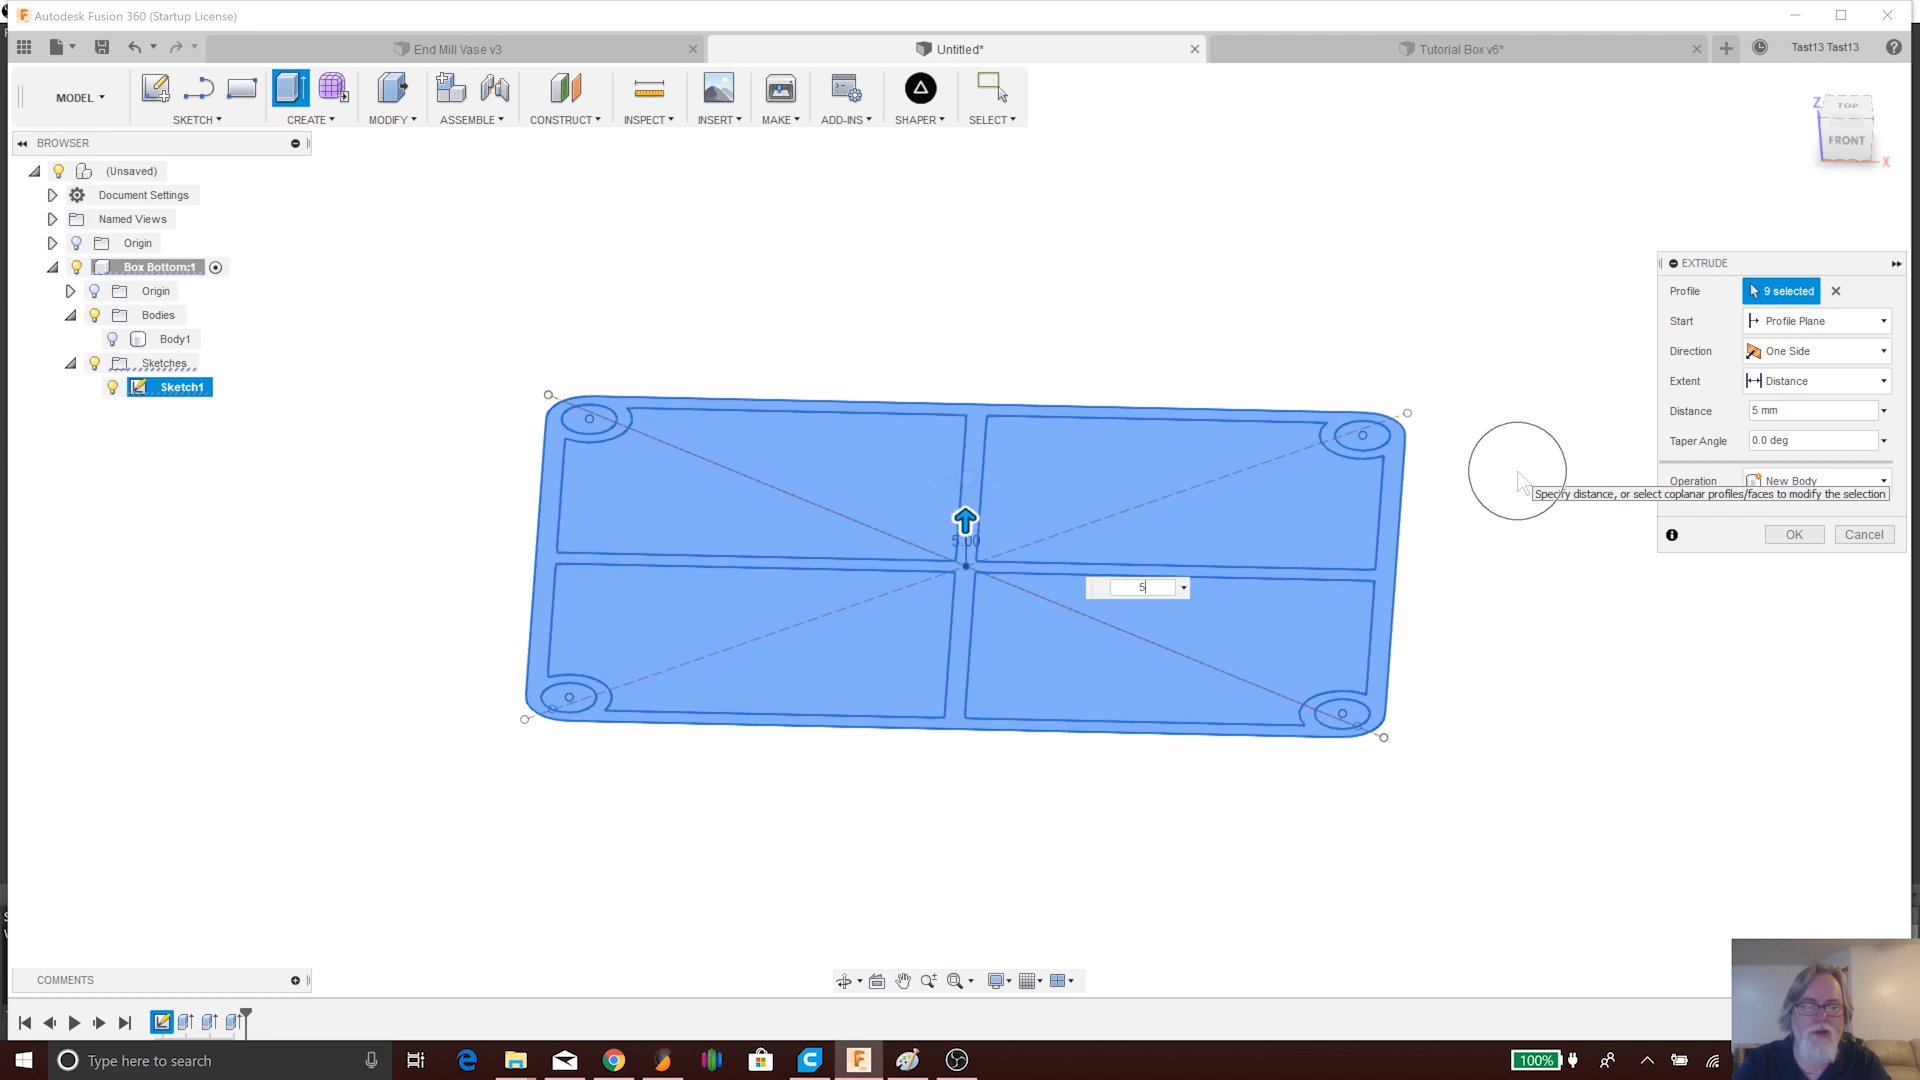 Autodesk Fusion 360 (Startup License)
End Mill Vase v3
Untitled*
Tutorial Box v6*
Tast13 Tast13
MODEL
SKETCH
CREATE
MODIFY
ASSEMBLE
CONSTRUCT
INSPECT
INSERT
MAKE
ADD-INS
SHAPER
SELECT
Z
TOP
FRONT
X
BROWSER
(Unsaved)
Document Settings
Named Views
Origin
Box Bottom:1
Origin
Bodies
Body1
Sketches
Sketch1
EXTRUDE
Profile 9 selected
Start Profile Plane
Direction One Side
Extent Distance
Distance 5 mm
Taper Angle 0.0 deg
Operation New Body
Specify distance, or select coplanar profiles/faces to modify the selection
OK Cancel
5.00
5
COMMENTS
Type here to search
100%